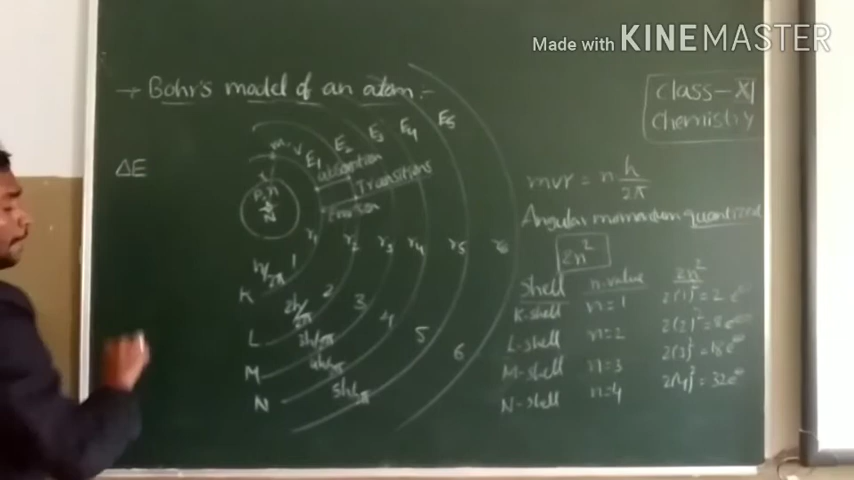 Made with KINEMASTER
→ Bohr's model of an atom :-
Class-XI
Chemistry
ΔE
m v r
E1 E2 E3 E4 E5
absorption
Transitions
Emission
P, n
N
r1 r2 r3 r4 r5 r6
mvr = n h/2π
Angular momentum quantized
2n²
h/2π 1
2h/2π 2
3h/2π 3
4h/2π 4
5h/2π 5
6
K
L
M
N
Shell n-value 2n²
K-shell n=1 2(1)²=2 e
L-shell n=2 2(2)²=8 e
M-shell n=3 2(3)²=18 e
N-shell n=4 2(4)²=32 e